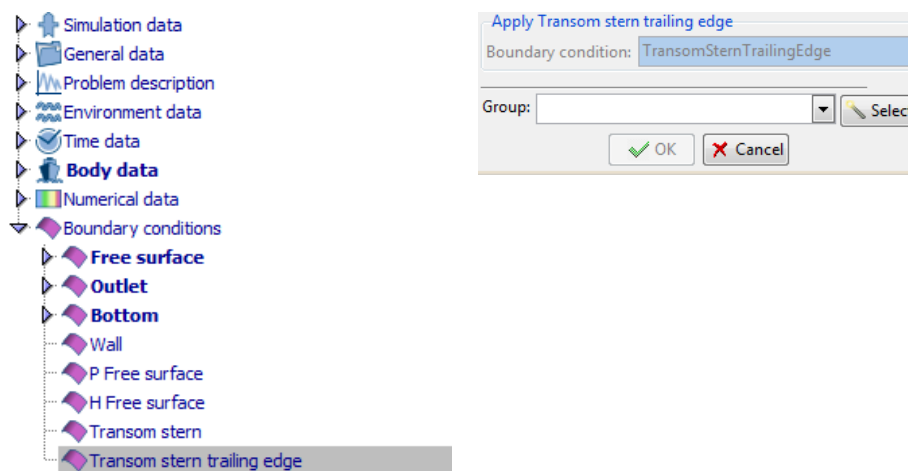 Simulation data
General data
Problem description
Environment data
Time data
Body data
Numerical data
Boundary conditions
Free surface
Outlet
Bottom
Wall
P Free surface
H Free surface
Transom stern
Transom stern trailing edge
Apply Transom stern trailing edge
Boundary condition: TransomSternTrailingEdge
Group: Select
OK Cancel